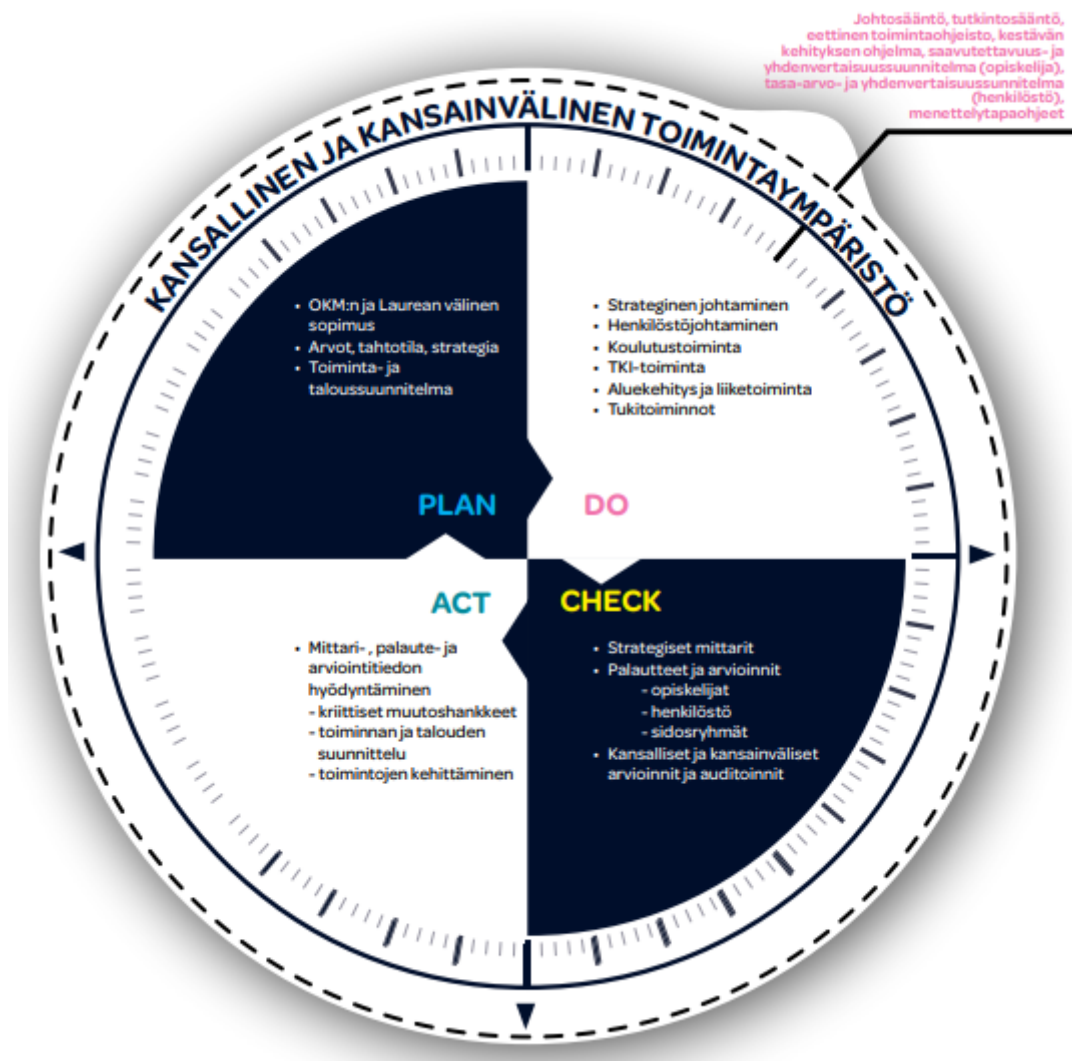 Johtosääntö, tutkintosääntö,
eettinen toimintaohjeisto, kestävän
kehityksen ohjelma, saavutettavuus- ja
yhdenvertaisuussuunnitelma (opiskelija),
tasa-arvo- ja yhdenvertaisuussunnitelma
(henkilöstö),
menettelytapaohjeet
KANSALLINEN JA KANSAINVÄLINEN TOIMINTAYMPÄRISTÖ
• OKM:n ja Laurean välinen
sopimus
• Arvot, tahtotila, strategia
• Toiminta- ja
taloussuunnitelma
PLAN
• Strateginen johtaminen
• Henkilöstöjohtaminen
• Koulutustoiminta
• TKI-toiminta
• Aluekehitys ja liiketoiminta
• Tukitoiminnot
DO
ACT
• Mittari- , palaute- ja
arviointitiedon
hyödyntäminen
- kriittiset muutoshankkeet
- toiminnan ja talouden
suunnittelu
- toimintojen kehittäminen
CHECK
• Strategiset mittarit
• Palautteet ja arvioinnit
- opiskelijat
- henkilöstö
- sidosryhmät
• Kansalliset ja kansainväliset
arvioinnit ja auditoinnit